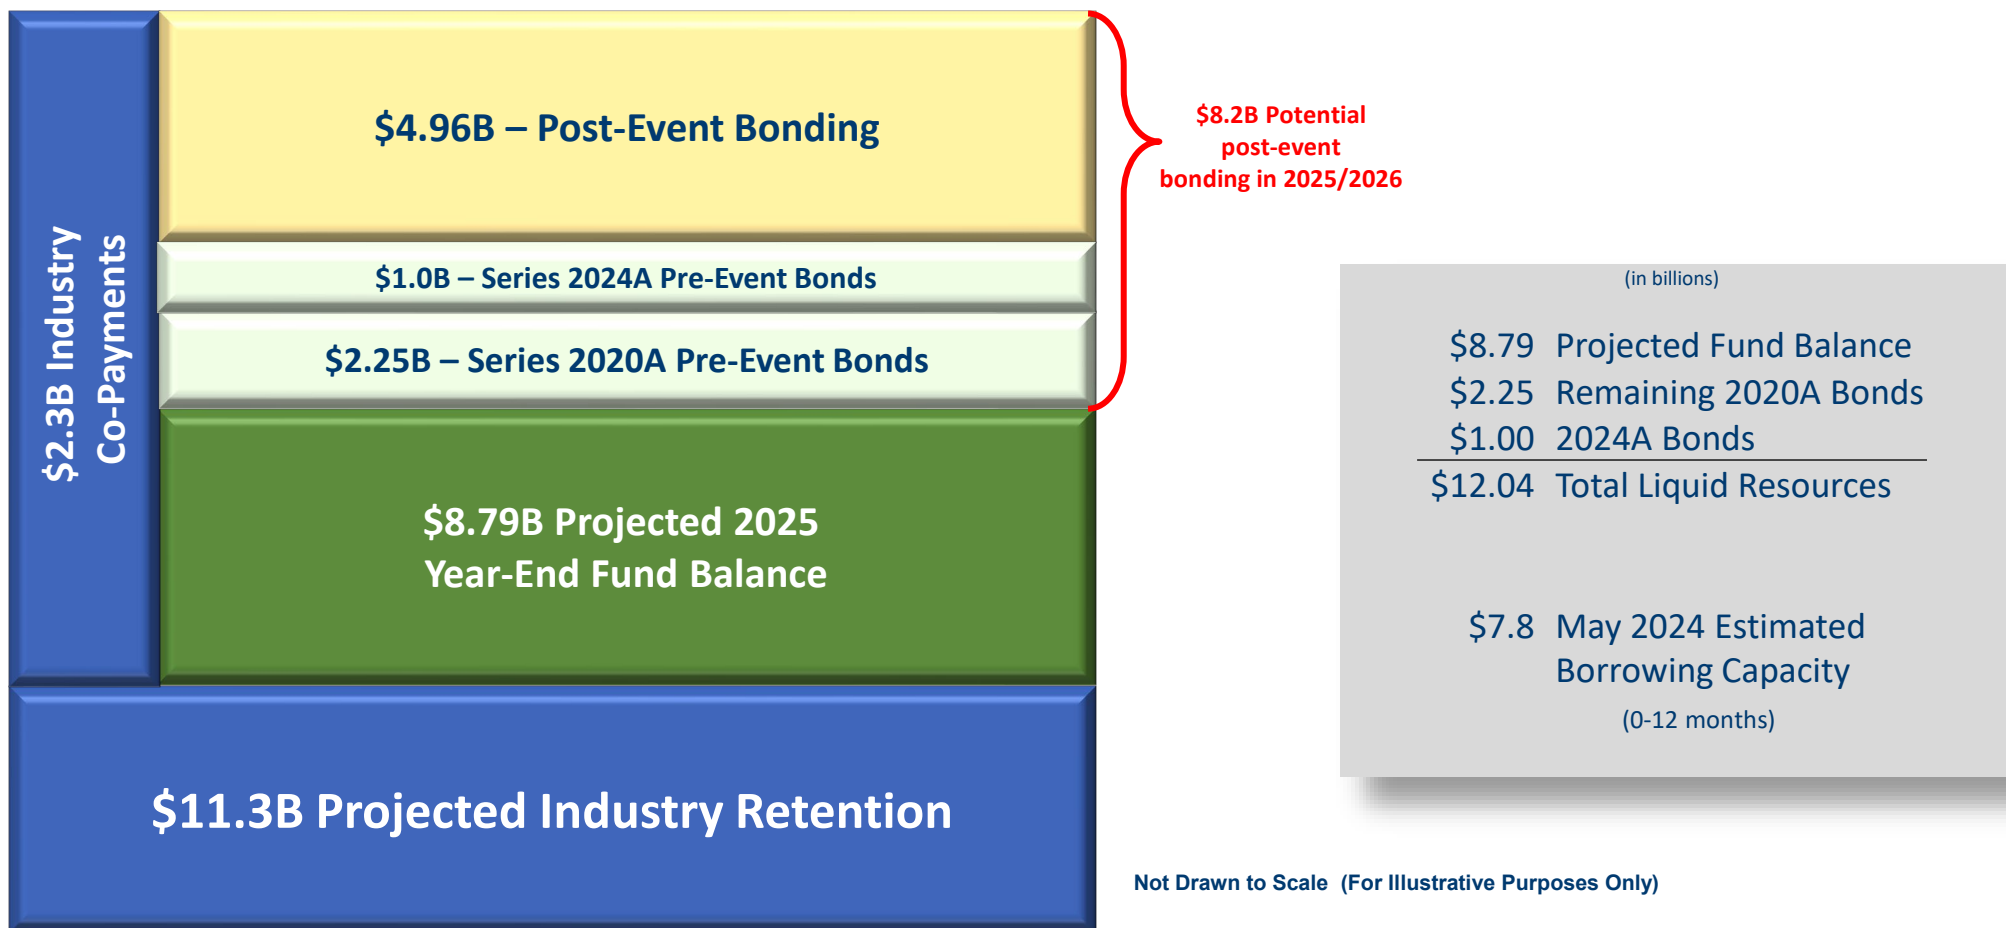 $4.96B – Post-Event Bonding
$1.0B – Series 2024A Pre-Event Bonds
$2.25B – Series 2020A Pre-Event Bonds
$2.3B Industry
Co-Payments
$8.79B Projected 2025
Year-End Fund Balance
$11.3B Projected Industry Retention
$8.2B Potential
post-event
bonding in 2025/2026
(in billions)
$8.79 Projected Fund Balance
$2.25 Remaining 2020A Bonds
$1.00 2024A Bonds
$12.04 Total Liquid Resources
$7.8 May 2024 Estimated
Borrowing Capacity
(0-12 months)
Not Drawn to Scale (For Illustrative Purposes Only)